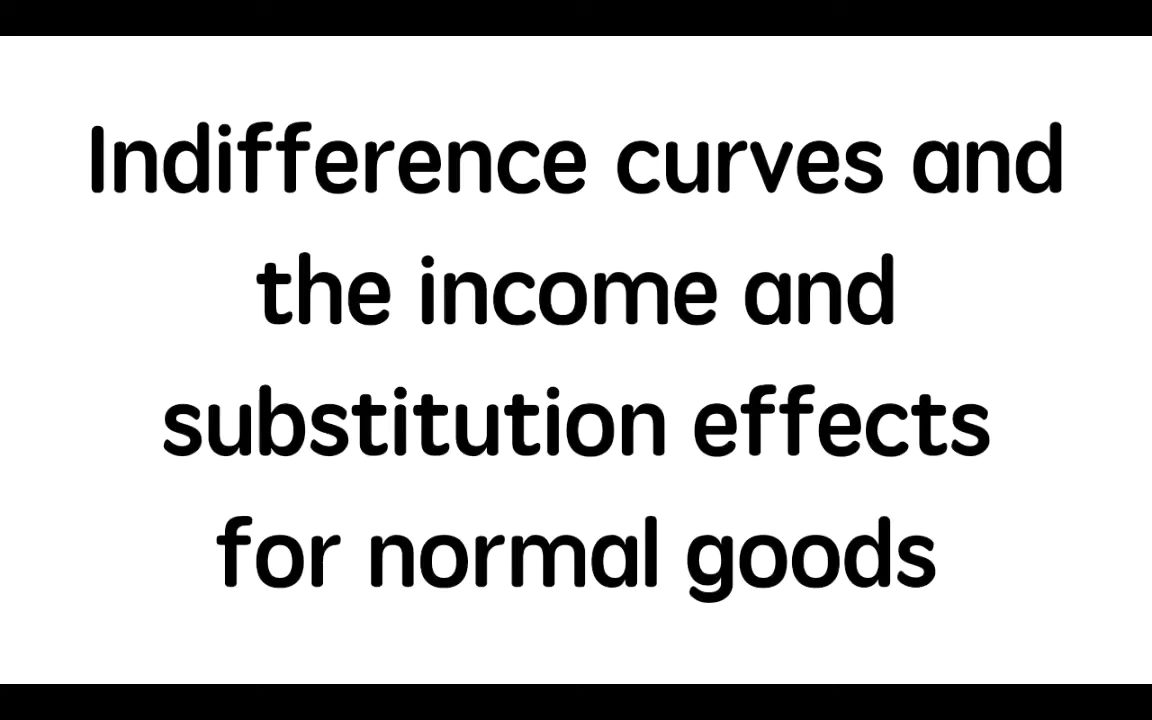 Indifference curves and
the income and
substitution effects
for normal goods